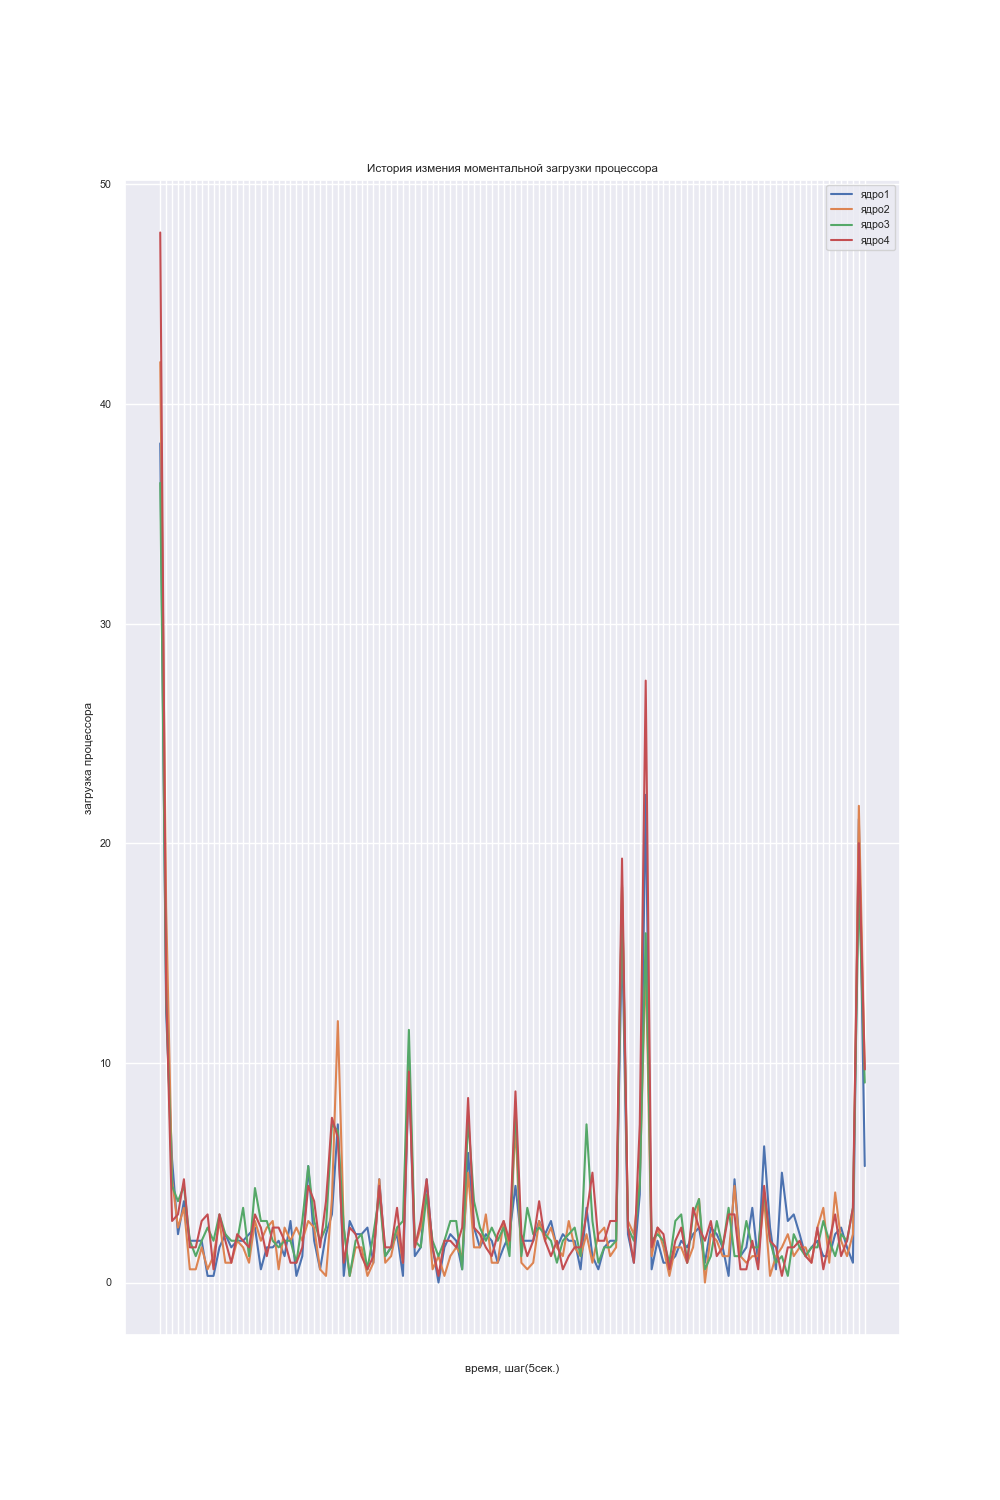 История измения моментальной загрузки процессора
50
40
30
20
10
0
загрузка процессора
время, шаг(5сек.)
ядро1
ядро2
ядро3
ядро4